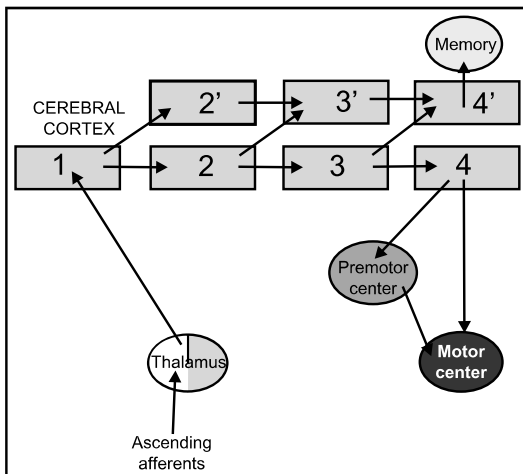 Memory
2' 3' 4'
CEREBRAL
CORTEX
1 2 3 4
Premotor
center
Thalamus
Motor
center
Ascending
afferents